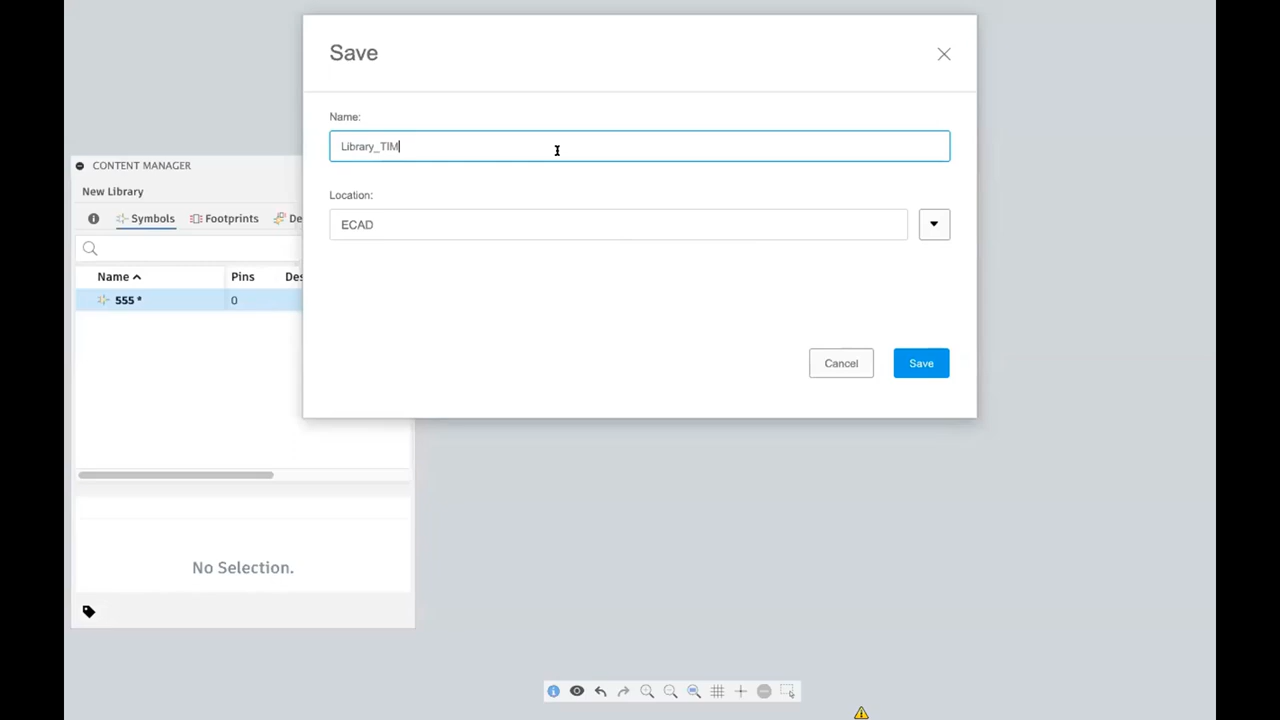 Save
Name:
Library_TIM
Location:
ECAD
Cancel
Save
CONTENT MANAGER
New Library
Symbols
Footprints
De
Name
Pins
Des
555 *
0
No Selection.